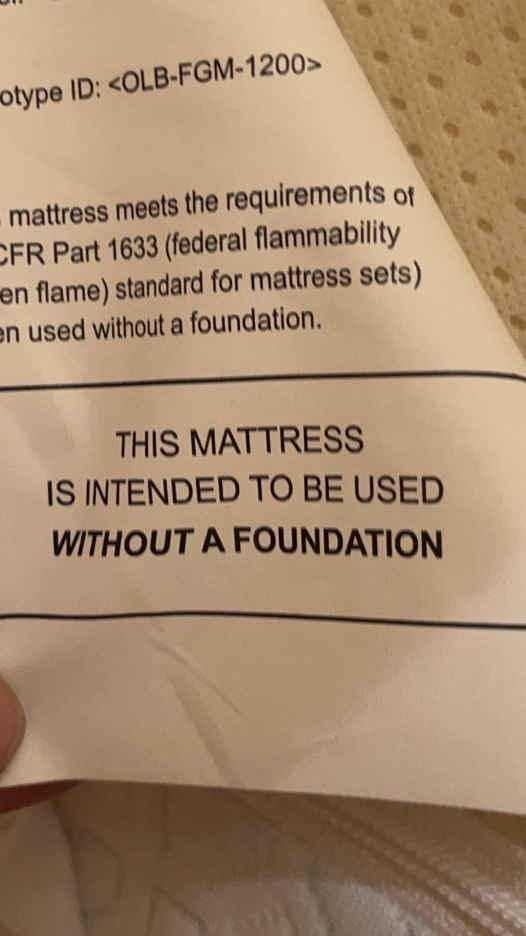 otype ID: <OLB-FGM-1200>
mattress meets the requirements of
CFR Part 1633 (federal flammability
en flame) standard for mattress sets)
en used without a foundation.
THIS MATTRESS
IS INTENDED TO BE USED
WITHOUT A FOUNDATION